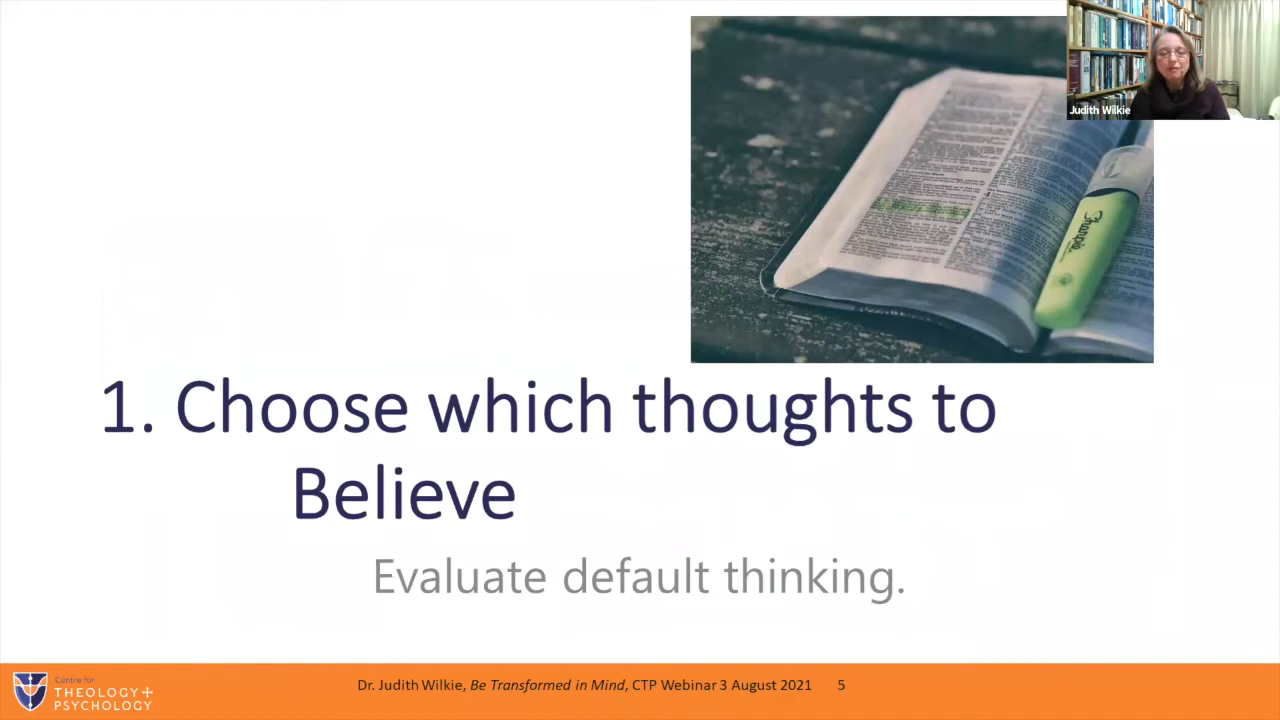 Judith Wilkie
Sharpie
1. Choose which thoughts to
Believe
Evaluate default thinking.
Centre for
THEOLOGY+
PSYCHOLOGY
Dr. Judith Wilkie, Be Transformed in Mind, CTP Webinar 3 August 2021 5